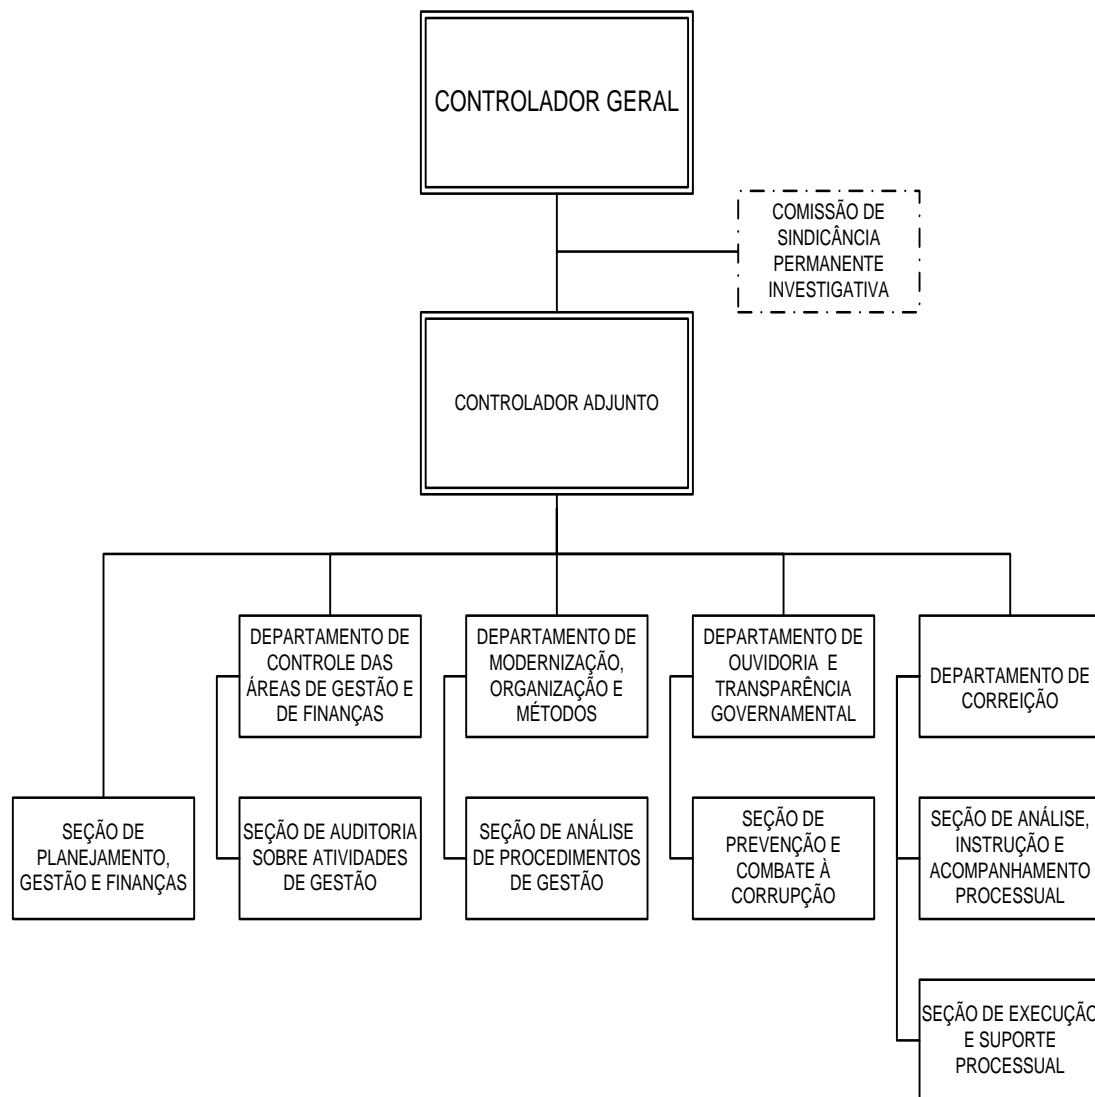 CONTROLADOR GERAL
COMISSÃO DE
SINDICÂNCIA
PERMANENTE
INVESTIGATIVA
CONTROLADOR ADJUNTO
DEPARTAMENTO DE
CONTROLE DAS
ÁREAS DE GESTÃO E
DE FINANÇAS
DEPARTAMENTO DE
MODERNIZAÇÃO,
ORGANIZAÇÃO E
MÉTODOS
DEPARTAMENTO DE
OUVIDORIA E
TRANSPARÊNCIA
GOVERNAMENTAL
DEPARTAMENTO DE
CORREIÇÃO
SEÇÃO DE
PLANEJAMENTO,
GESTÃO E FINANÇAS
SEÇÃO DE AUDITORIA
SOBRE ATIVIDADES
DE GESTÃO
SEÇÃO DE ANÁLISE
DE PROCEDIMENTOS
DE GESTÃO
SEÇÃO DE
PREVENÇÃO E
COMBATE À
CORRUPÇÃO
SEÇÃO DE ANÁLISE,
INSTRUÇÃO E
ACOMPANHAMENTO
PROCESSUAL
SEÇÃO DE EXECUÇÃO
E SUPORTE
PROCESSUAL